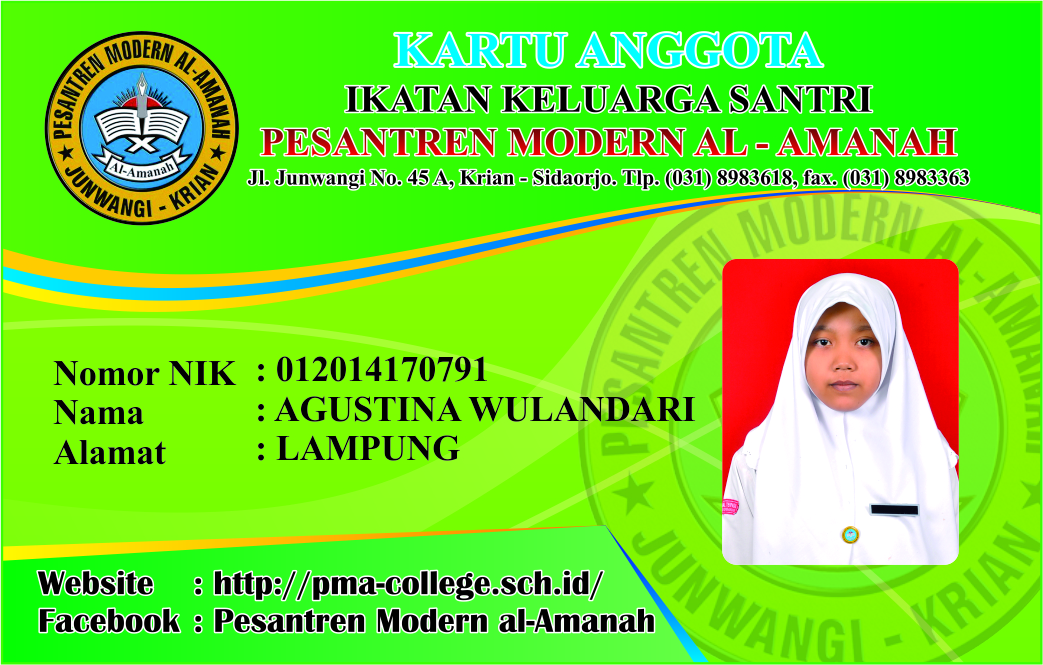 KARTU ANGGOTA
IKATAN KELUARGA SANTRI
PESANTREN MODERN AL - AMANAH
Jl. Junwangi No. 45 A, Krian - Sidaorjo. Tlp. (031) 8983618, fax. (031) 8983363
PESANTREN MODERN AL-AMANAH
Al-Amanah
JUNWANGI - KRIAN
PESANTREN MODERN AL-AMANAH
JUNWANGI - KRIAN
Nomor NIK : 012014170791
Nama : AGUSTINA WULANDARI
Alamat : LAMPUNG
Website : http://pma-college.sch.id/
Facebook : Pesantren Modern al-Amanah